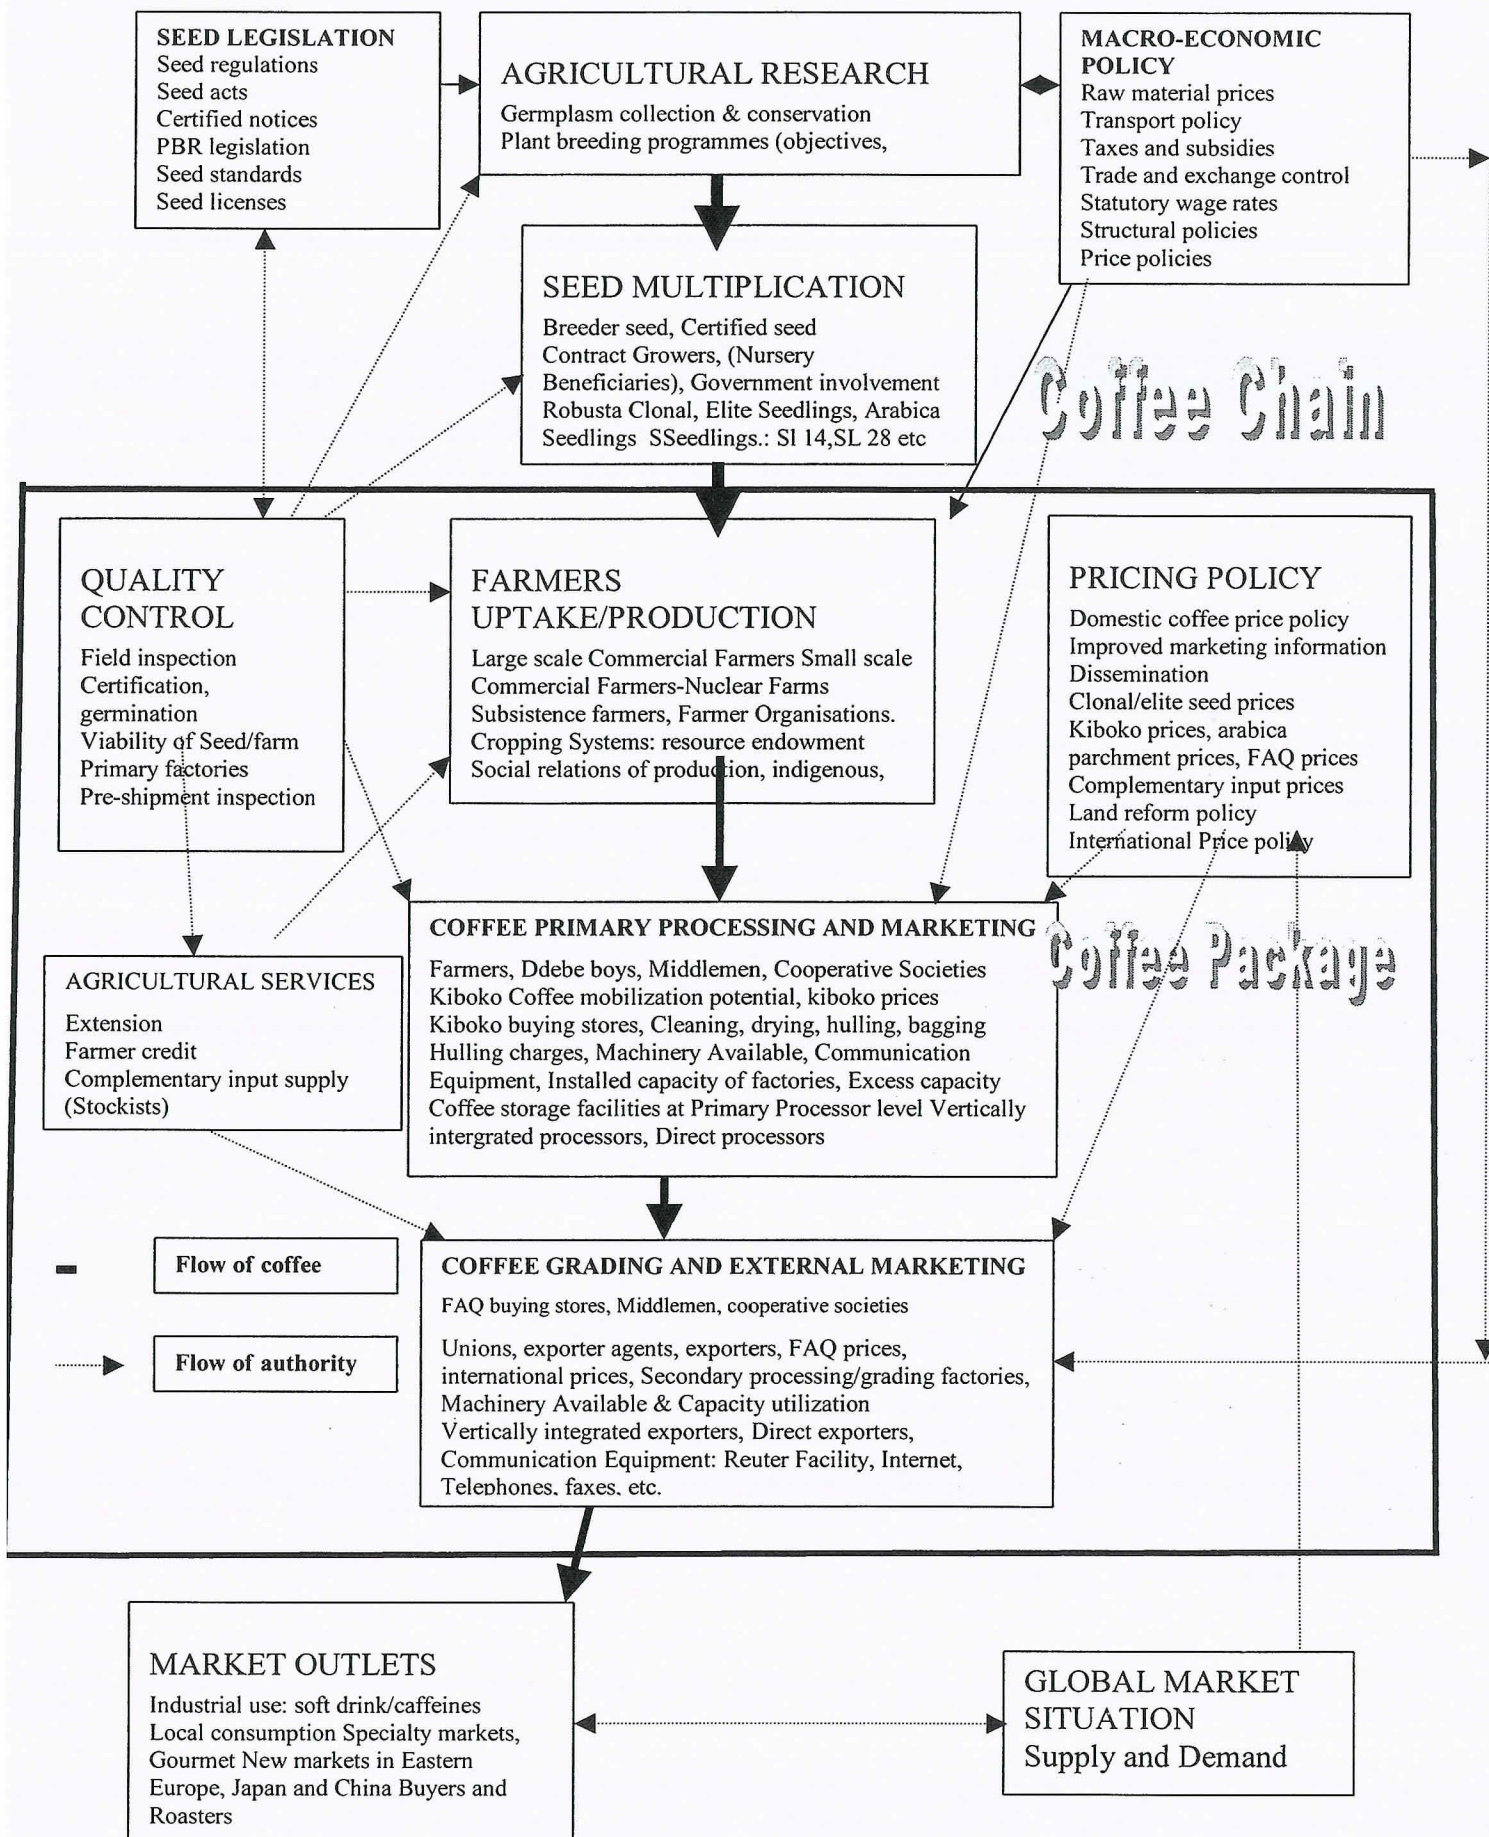 SEED LEGISLATION
Seed regulations
Seed acts
Certified notices
PBR legislation
Seed standards
Seed licenses
AGRICULTURAL RESEARCH
Germplasm collection & conservation
Plant breeding programmes (objectives,
MACRO-ECONOMIC
POLICY
Raw material prices
Transport policy
Taxes and subsidies
Trade and exchange control
Statutory wage rates
Structural policies
Price policies
SEED MULTIPLICATION
Breeder seed, Certified seed
Contract Growers, (Nursery
Beneficiaries), Government involvement
Robusta Clonal, Elite Seedlings, Arabica
Seedlings SSeedlings.: Sl 14,SL 28 etc
Coffee Chain
QUALITY
CONTROL
Field inspection
Certification,
germination
Viability of Seed/farm
Primary factories
Pre-shipment inspection
FARMERS
UPTAKE/PRODUCTION
Large scale Commercial Farmers Small scale
Commercial Farmers-Nuclear Farms
Subsistence farmers, Farmer Organisations.
Cropping Systems: resource endowment
Social relations of production, indigenous,
PRICING POLICY
Domestic coffee price policy
Improved marketing information
Dissemination
Clonal/elite seed prices
Kiboko prices, arabica
parchment prices, FAQ prices
Complementary input prices
Land reform policy
International Price policy
COFFEE PRIMARY PROCESSING AND MARKETING
Farmers, Ddebe boys, Middlemen, Cooperative Societies
Kiboko Coffee mobilization potential, kiboko prices
Kiboko buying stores, Cleaning, drying, hulling, bagging
Hulling charges, Machinery Available, Communication
Equipment, Installed capacity of factories, Excess capacity
Coffee storage facilities at Primary Processor level Vertically
intergrated processors, Direct processors
Coffee Package
AGRICULTURAL SERVICES
Extension
Farmer credit
Complementary input supply
(Stockists)
Flow of coffee
Flow of authority
COFFEE GRADING AND EXTERNAL MARKETING
FAQ buying stores, Middlemen, cooperative societies
Unions, exporter agents, exporters, FAQ prices,
international prices, Secondary processing/grading factories,
Machinery Available & Capacity utilization
Vertically integrated exporters, Direct exporters,
Communication Equipment: Reuter Facility, Internet,
Telephones, faxes, etc.
MARKET OUTLETS
Industrial use: soft drink/caffeines
Local consumption Specialty markets,
Gourmet New markets in Eastern
Europe, Japan and China Buyers and
Roasters
GLOBAL MARKET
SITUATION
Supply and Demand